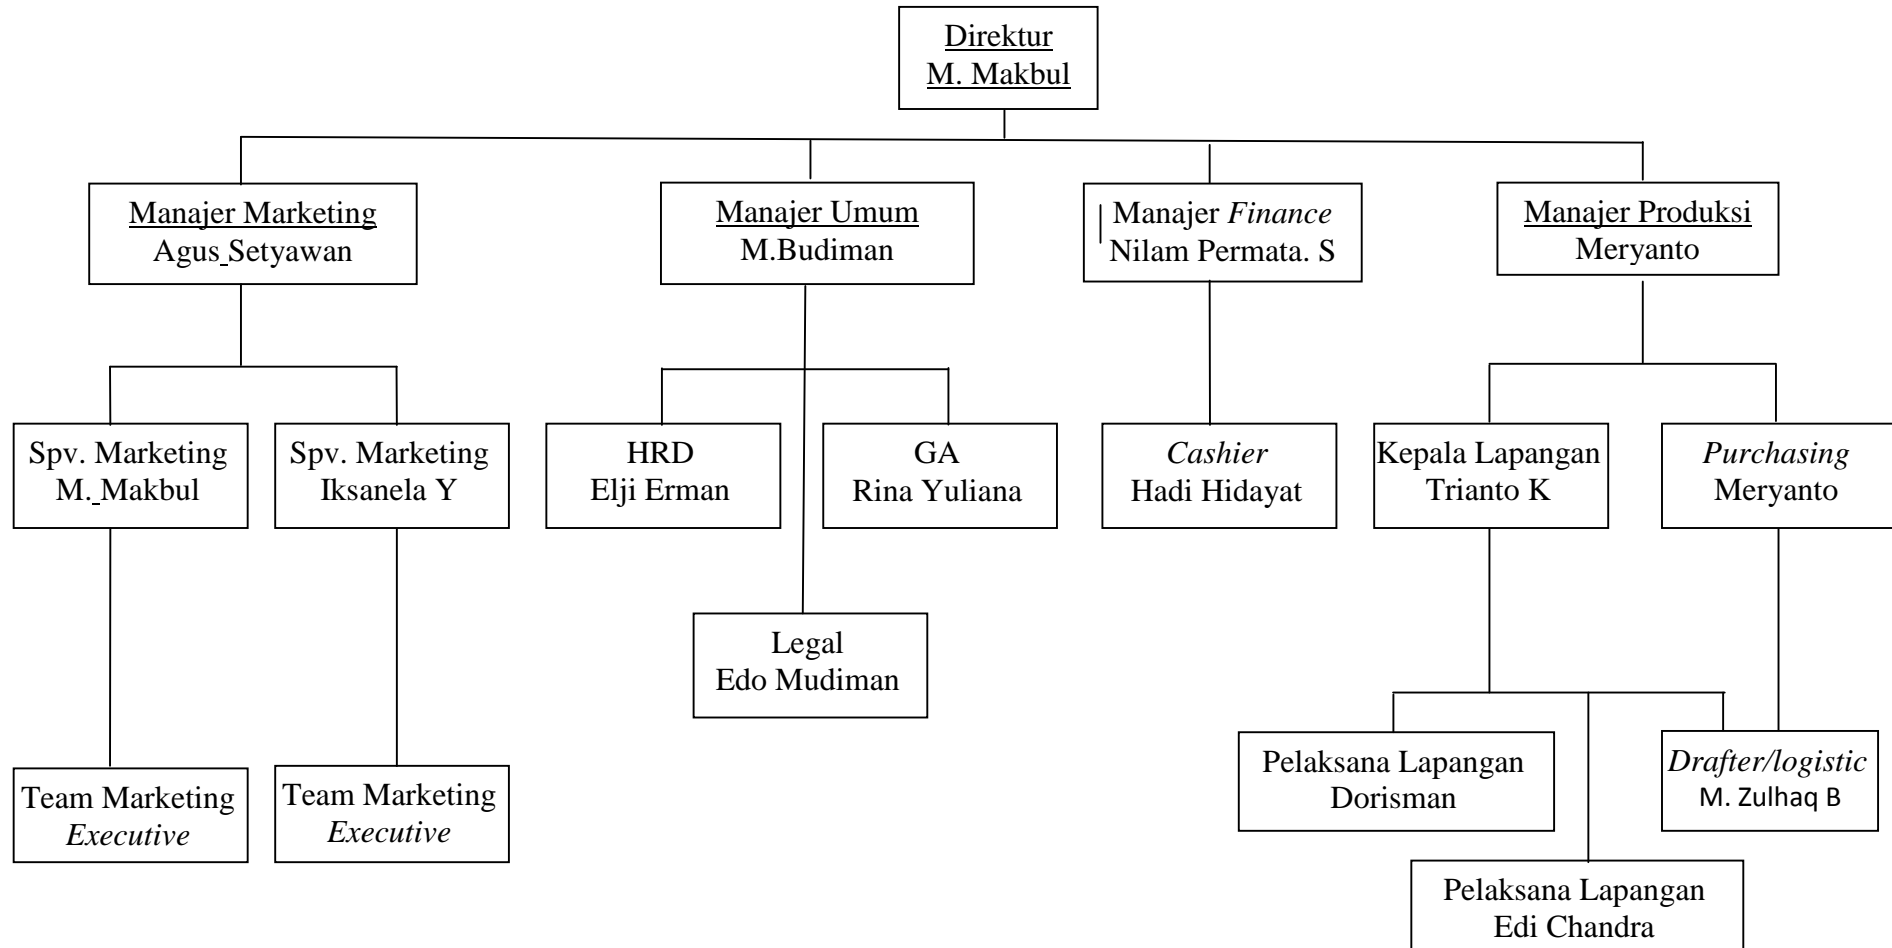 Direktur
M. Makbul
Manajer Marketing
Agus Setyawan
Manajer Umum
M.Budiman
Manajer Finance
Nilam Permata. S
Manajer Produksi
Meryanto
Spv. Marketing
M. Makbul
Spv. Marketing
Iksanela Y
HRD
Elji Erman
GA
Rina Yuliana
Cashier
Hadi Hidayat
Kepala Lapangan
Trianto K
Purchasing
Meryanto
Legal
Edo Mudiman
Team Marketing
Executive
Team Marketing
Executive
Pelaksana Lapangan
Dorisman
Drafter/logistic
M. Zulhaq B
Pelaksana Lapangan
Edi Chandra